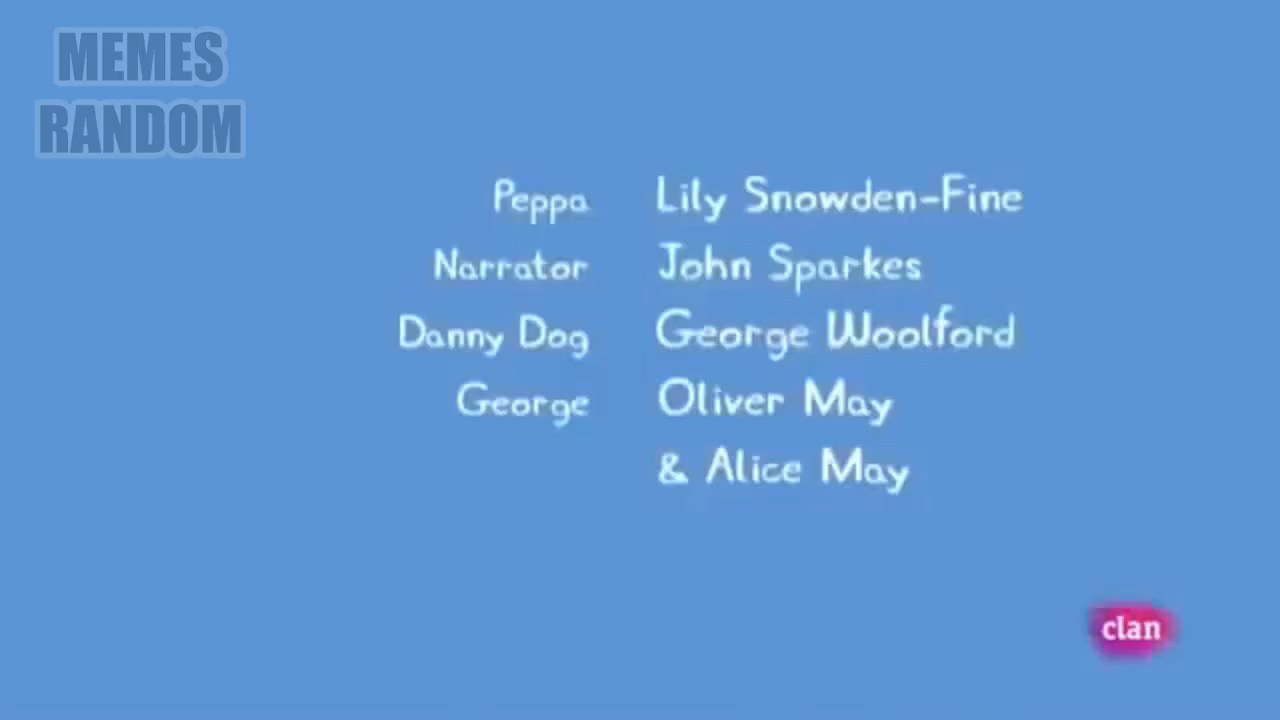 MEMES
RANDOM
Peppa Lily Snowden-Fine
Narrator John Sparkes
Danny Dog George Woolford
George Oliver May
& Alice May
clan